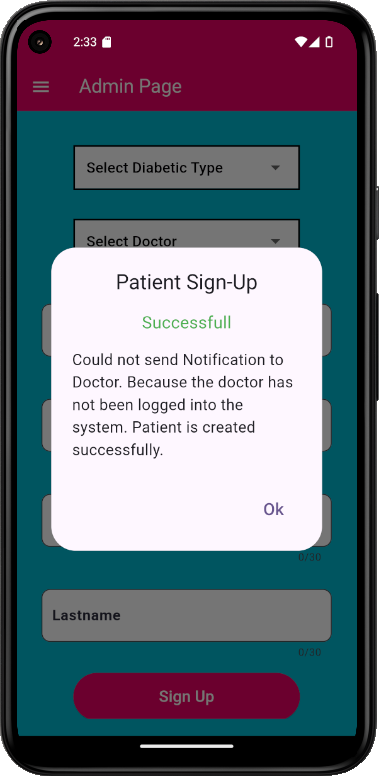 2:33
Admin Page
Select Diabetic Type
Select Doctor
Patient Sign-Up
Successfull
Could not send Notification to
Doctor. Because the doctor has
not been logged into the
system. Patient is created
successfully.
Ok
0/30
Lastname
0/30
Sign Up